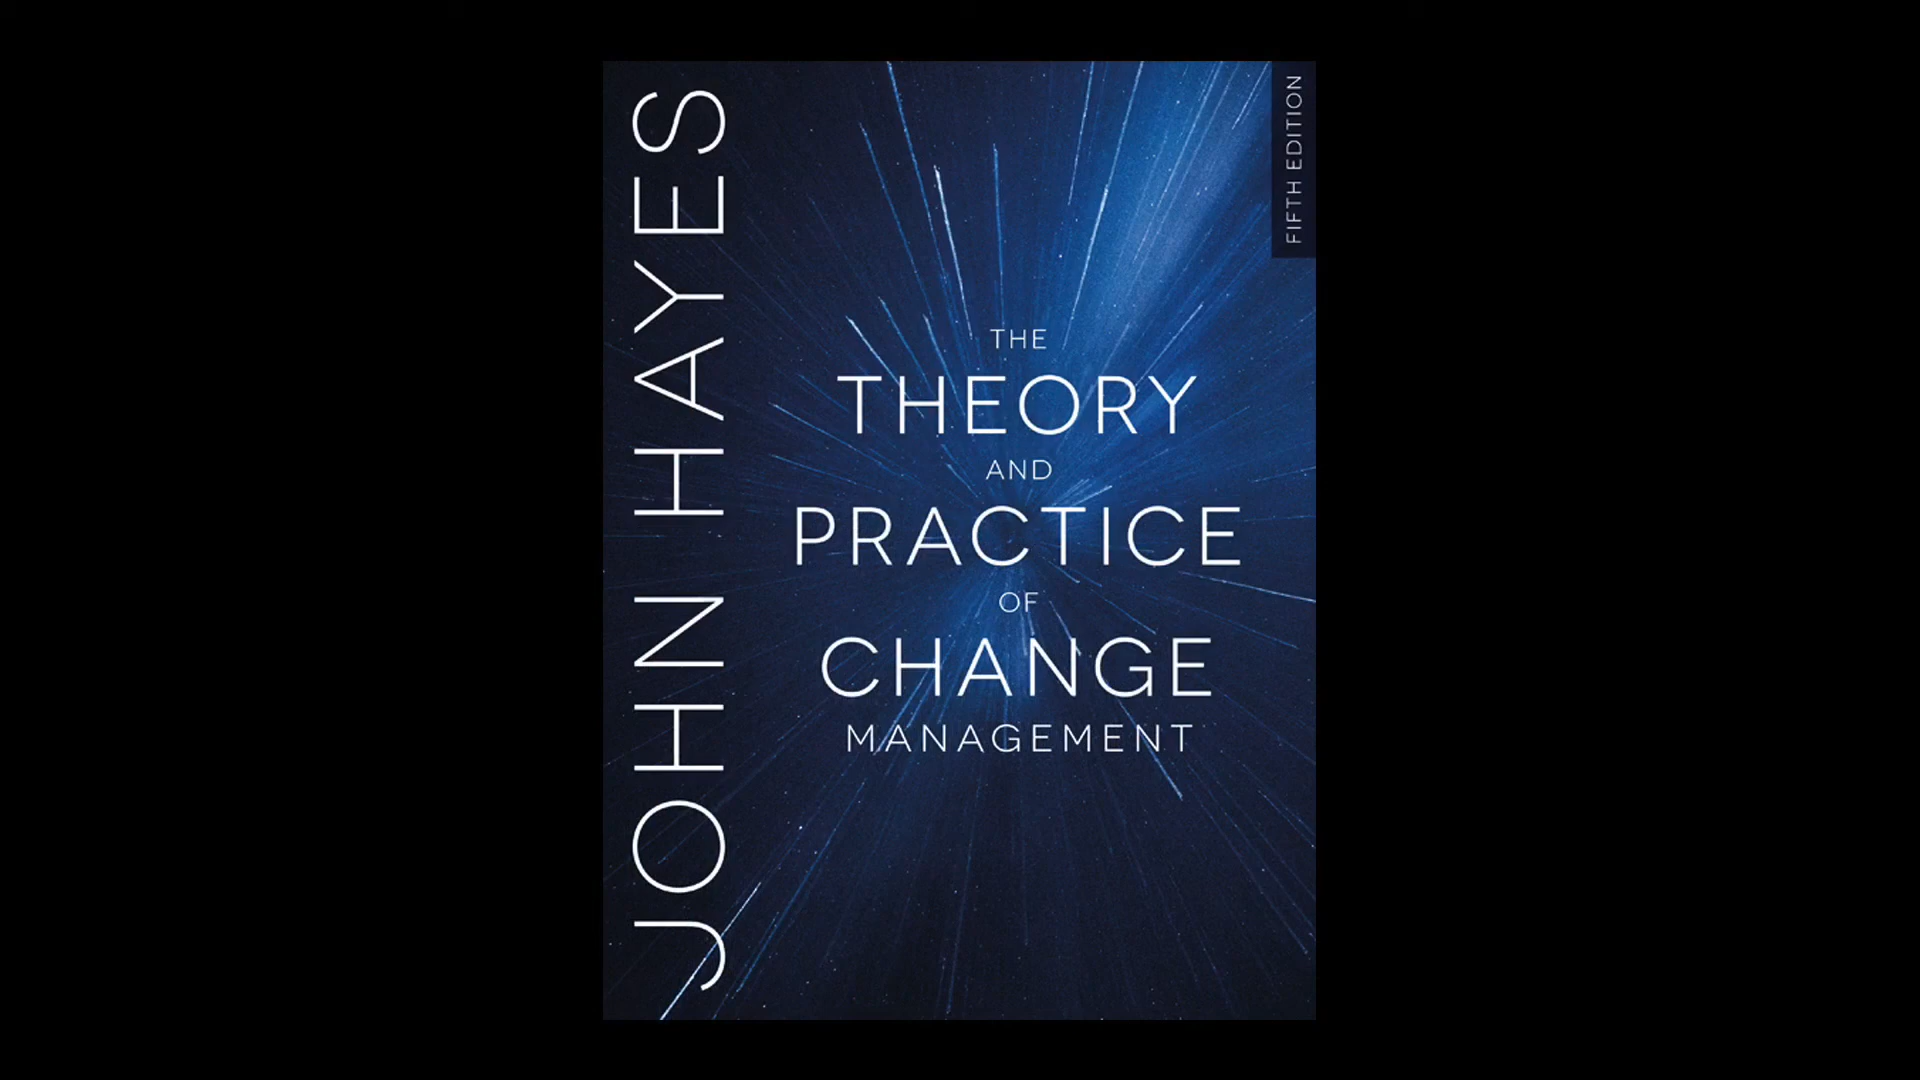 JOHN HAYES
FIFTH EDITION
THE
THEORY
AND
PRACTICE
OF
CHANGE
MANAGEMENT